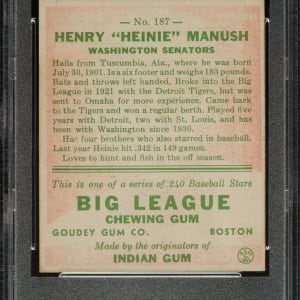 — No. 187 —
HENRY "HEINIE" MANUSH
WASHINGTON SENATORS
Hails from Tuscumbia, Ala., where he was born
July 20, 1901. Is a six footer and weighs 183 pounds.
Bats and throws left handed. Broke into the Big
League in 1921 with the Detroit Tigers, but was
sent to Omaha for more experience. Came back
to the Tigers and won a regular berth. Played five
years with Detroit, two with St. Louis, and has
been with Washington since 1930.
Has four brothers who also starred in baseball.
Last year Heinie hit .342 in 149 games.
Loves to hunt and fish in the off season.
This is one of a series of 240 Baseball Stars
BIG LEAGUE
CHEWING GUM
GOUDEY GUM CO. BOSTON
Made by the originators of
INDIAN GUM